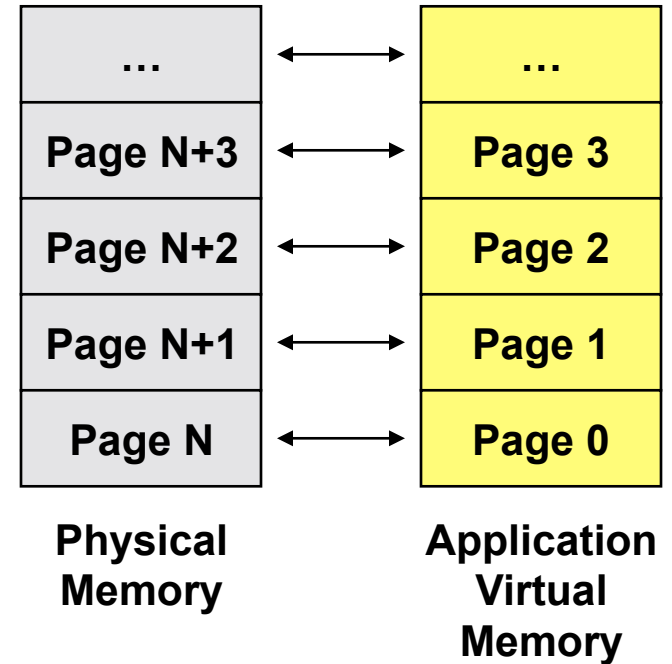 ... ...
Page N+3 Page 3
Page N+2 Page 2
Page N+1 Page 1
Page N Page 0
Physical Application
Memory Virtual
Memory